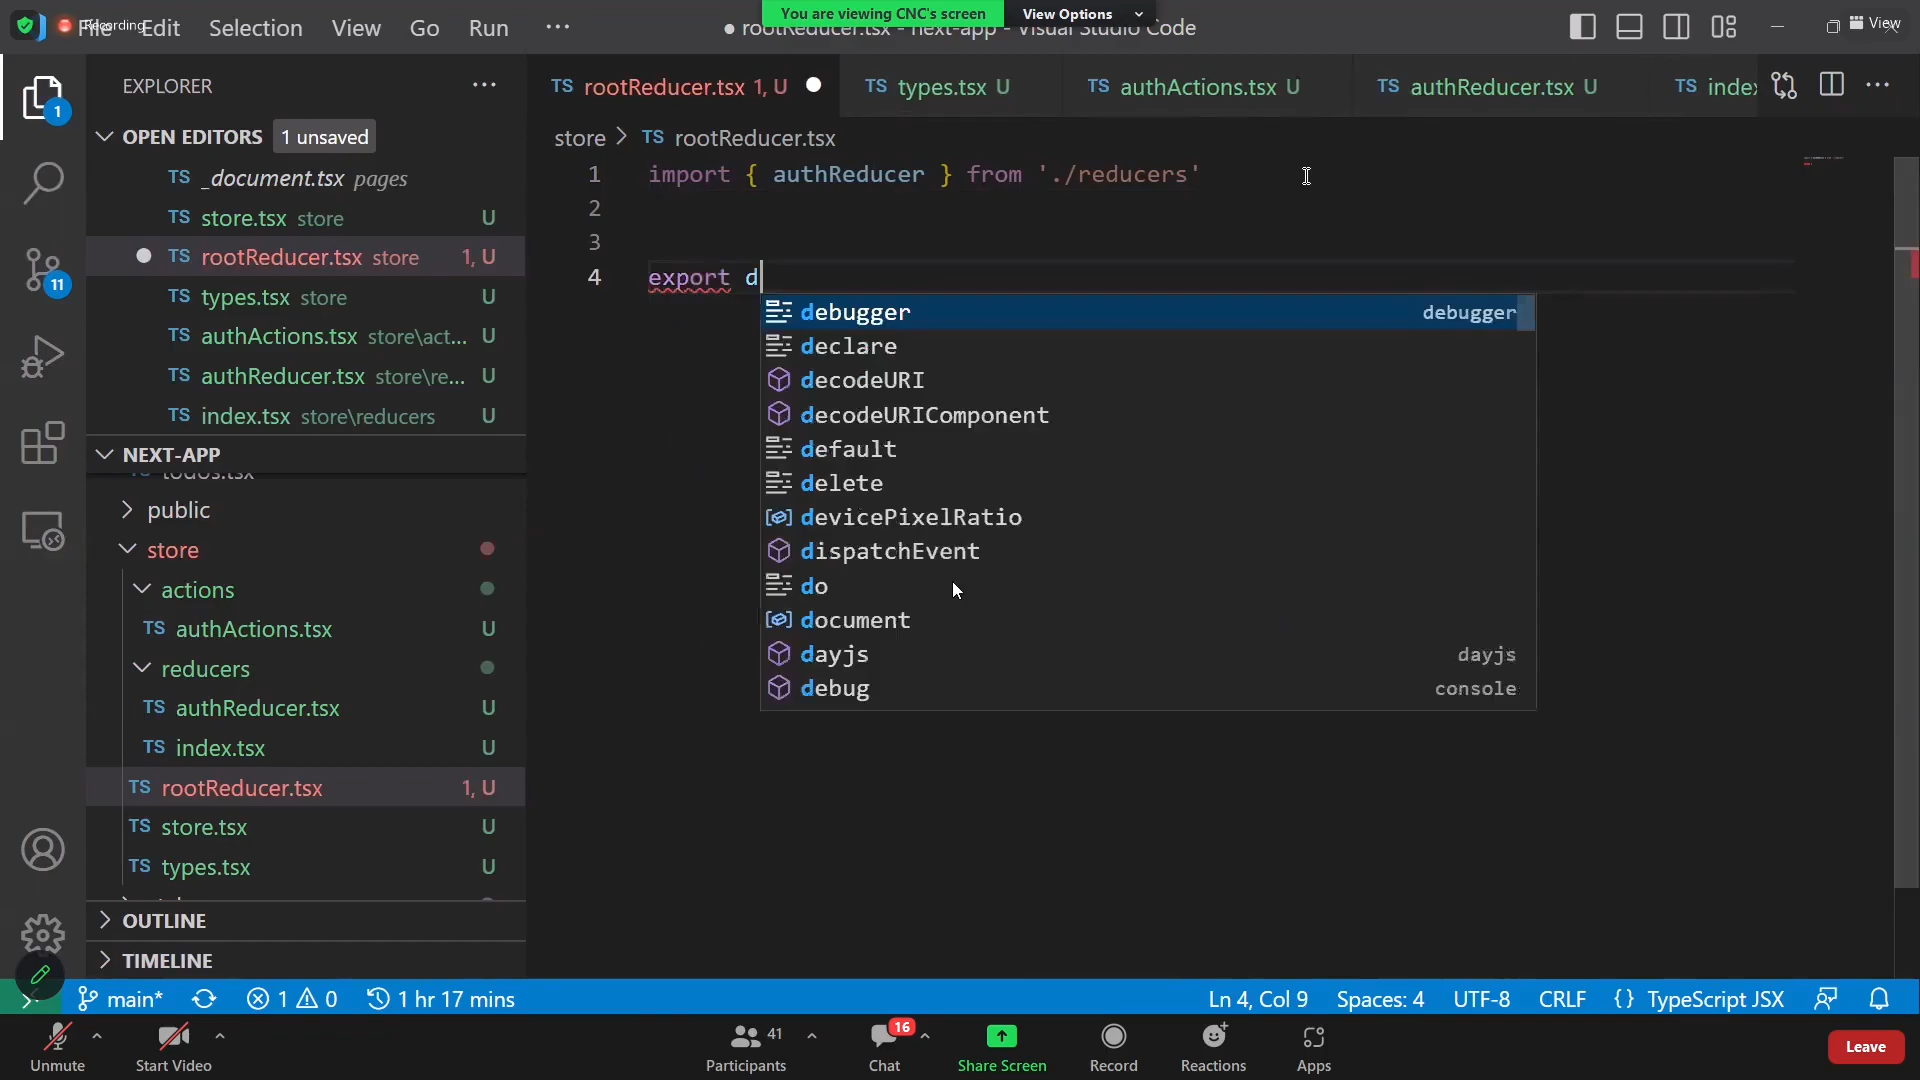 Recording
File Edit Selection View Go Run ···
You are viewing CNC's screen
View Options
● rootReducer.tsx - next-app - Visual Studio Code
View
EXPLORER
TS rootReducer.tsx 1, U
TS types.tsx U
TS authActions.tsx U
TS authReducer.tsx U
TS index
OPEN EDITORS 1 unsaved
TS _document.tsx pages
TS store.tsx store U
TS rootReducer.tsx store 1, U
TS types.tsx store U
TS authActions.tsx store\act... U
TS authReducer.tsx store\re... U
TS index.tsx store\reducers U
NEXT-APP
todos.tsx
public
store
actions
TS authActions.tsx U
reducers
TS authReducer.tsx U
TS index.tsx U
TS rootReducer.tsx 1, U
TS store.tsx U
TS types.tsx U
OUTLINE
TIMELINE
1
11
store > TS rootReducer.tsx
1 import { authReducer } from './reducers'
2
3
4 export d
debugger debugger
declare
decodeURI
decodeURIComponent
default
delete
devicePixelRatio
dispatchEvent
do
document
dayjs dayjs
debug console
main* 1 0 1 hr 17 mins
Ln 4, Col 9 Spaces: 4 UTF-8 CRLF {} TypeScript JSX
Unmute
Start Video
Participants 41
Chat 16
Share Screen
Record
Reactions
Apps
Leave